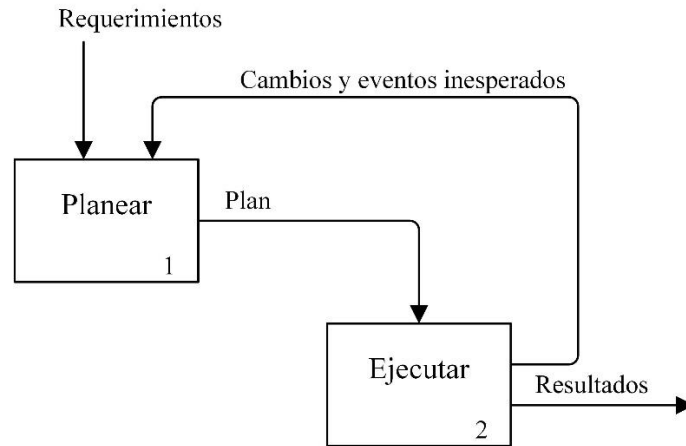 Requerimientos
Cambios y eventos inesperados
Planear
Plan
1
Ejecutar
Resultados
2